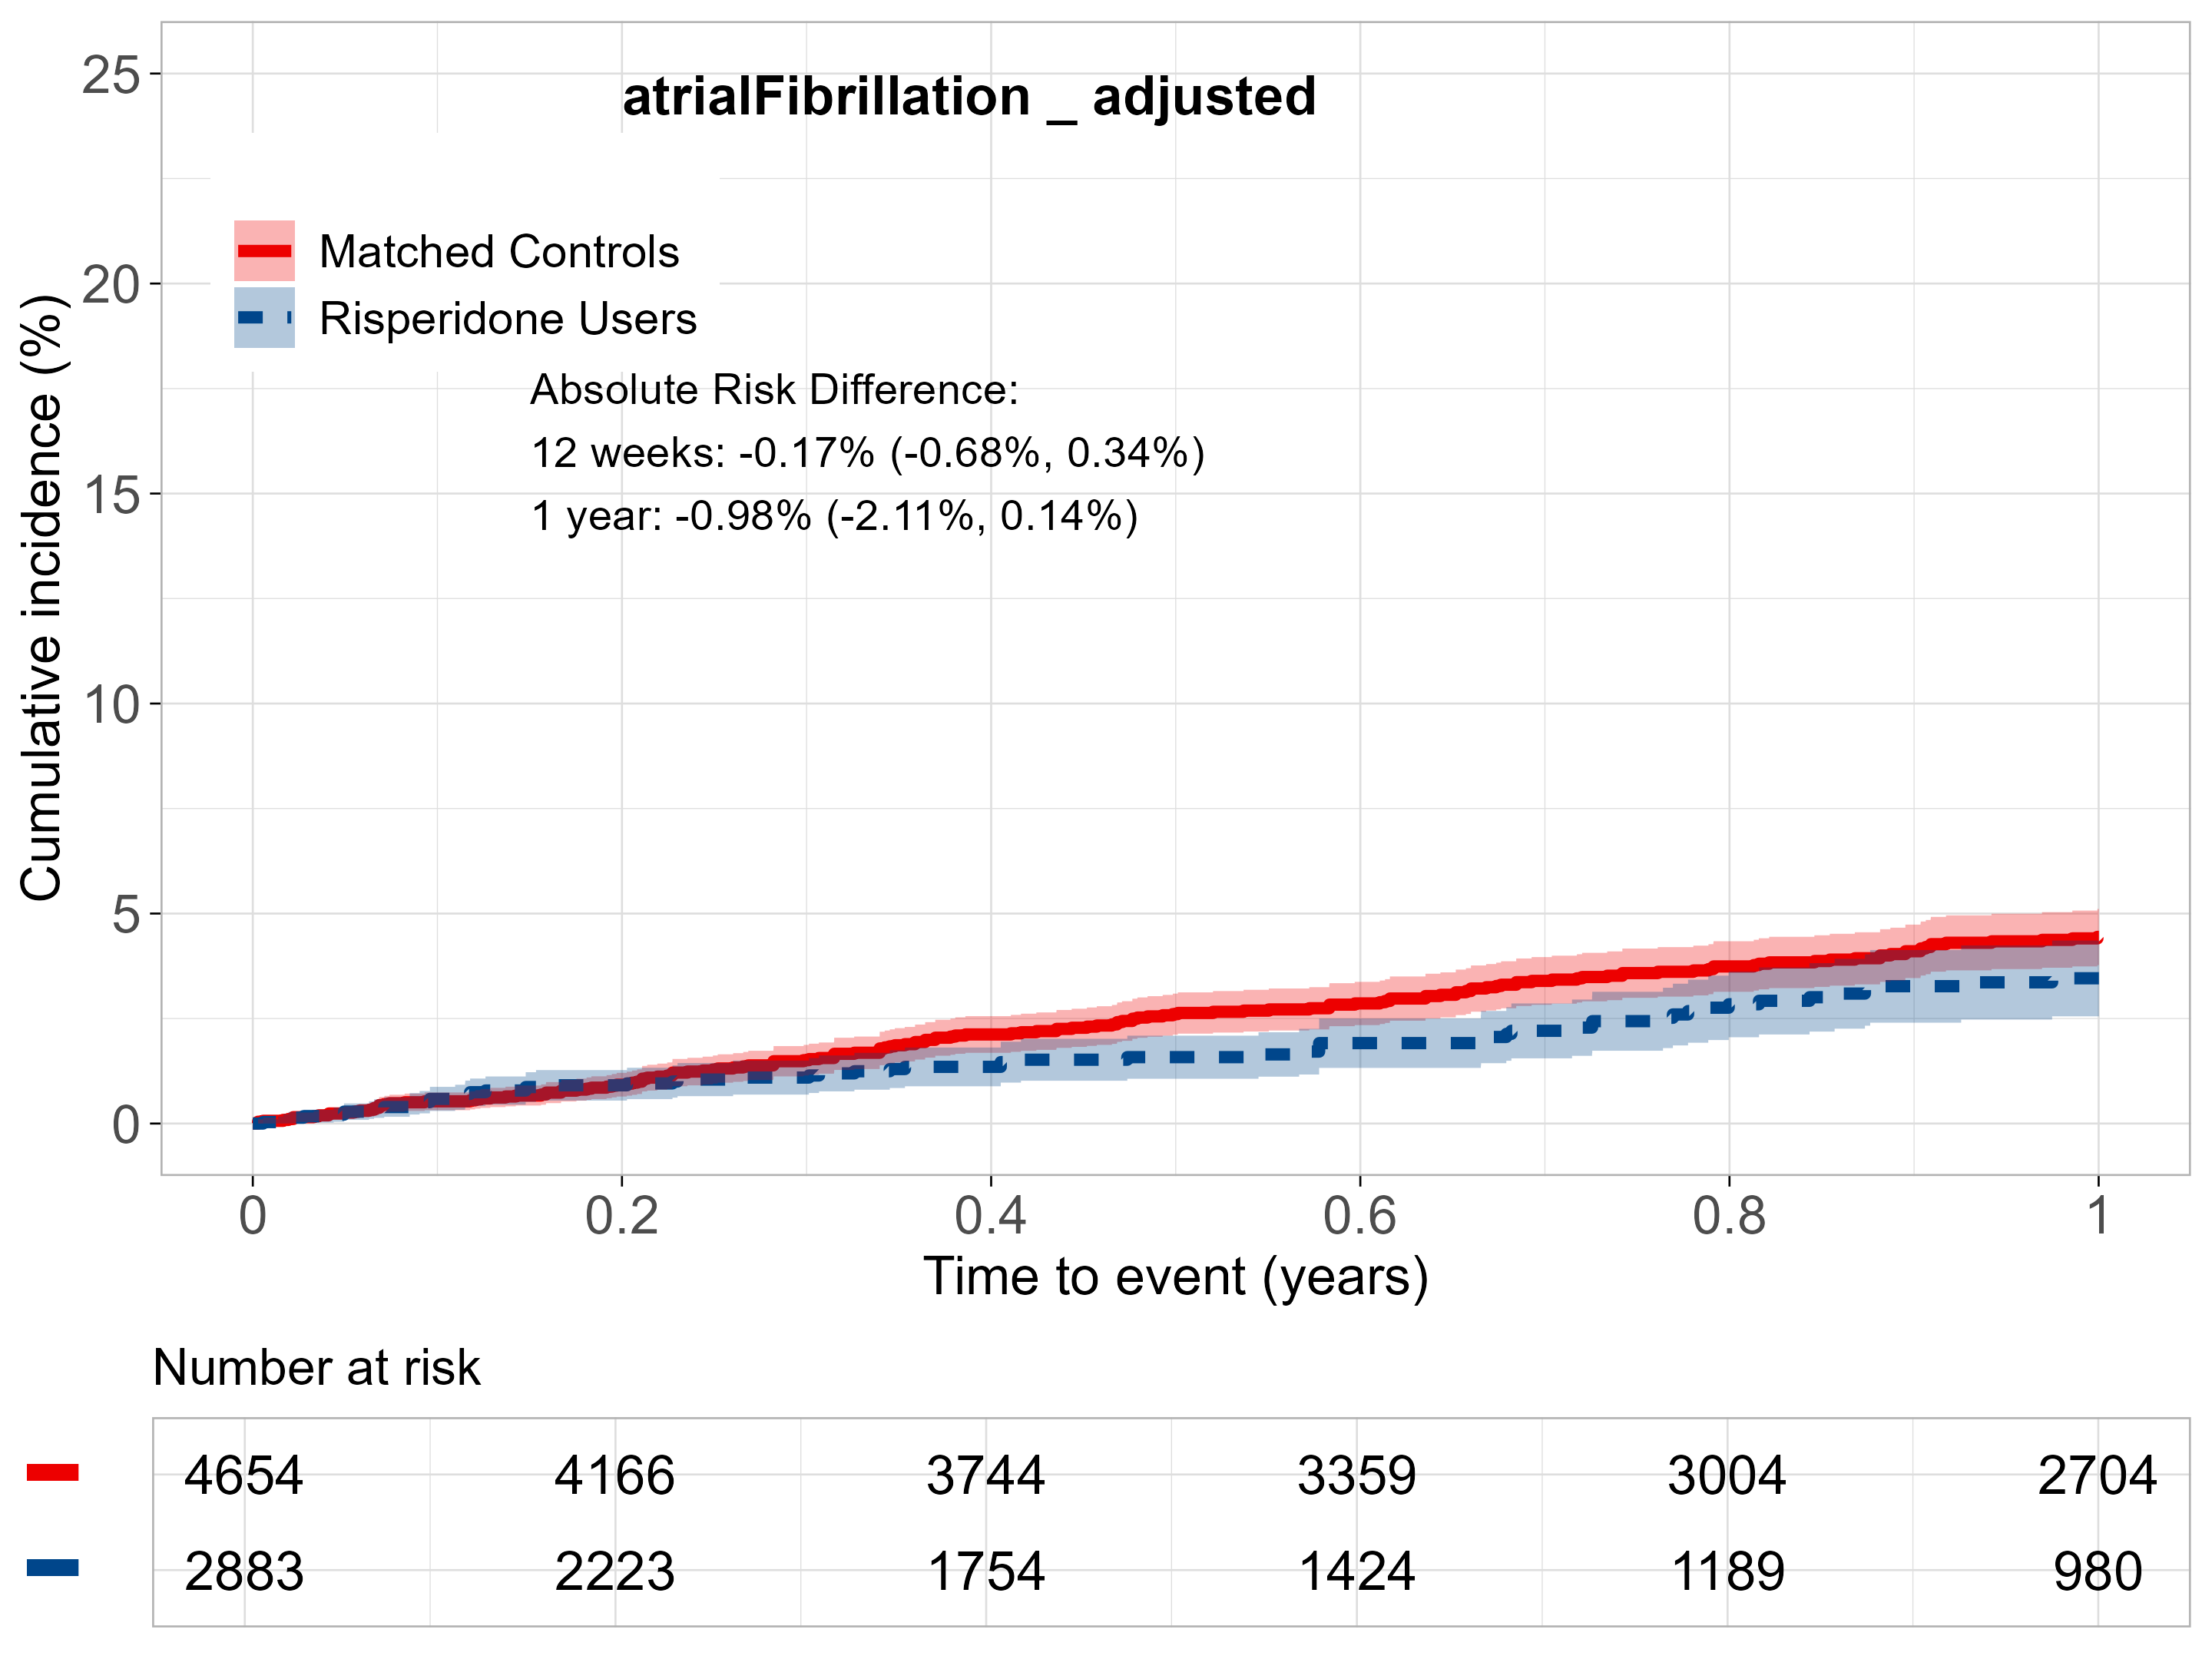 atrialFibrillation _ adjusted
Matched Controls
Risperidone Users
Absolute Risk Difference:
12 weeks: -0.17% (-0.68%, 0.34%)
1 year: -0.98% (-2.11%, 0.14%)
Cumulative incidence (%)
25
20
15
10
5
0
0 0.2 0.4 0.6 0.8 1
Time to event (years)
Number at risk
4654 4166 3744 3359 3004 2704
2883 2223 1754 1424 1189 980